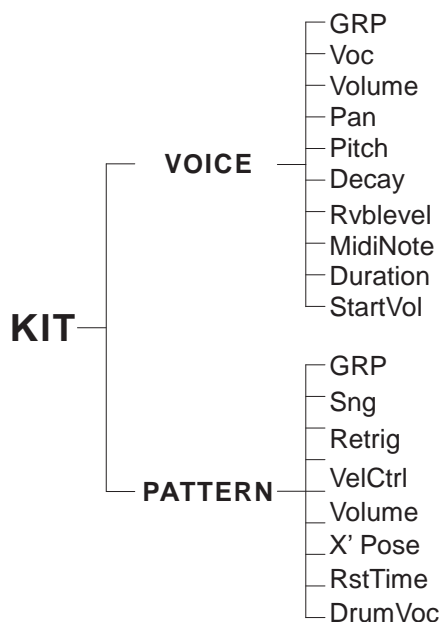 GRP
Voc
Volume
Pan
VOICE
Pitch
Decay
Rvblevel
MidiNote
Duration
StartVol
KIT
GRP
Sng
Retrig
VelCtrl
PATTERN
Volume
X' Pose
RstTime
DrumVoc